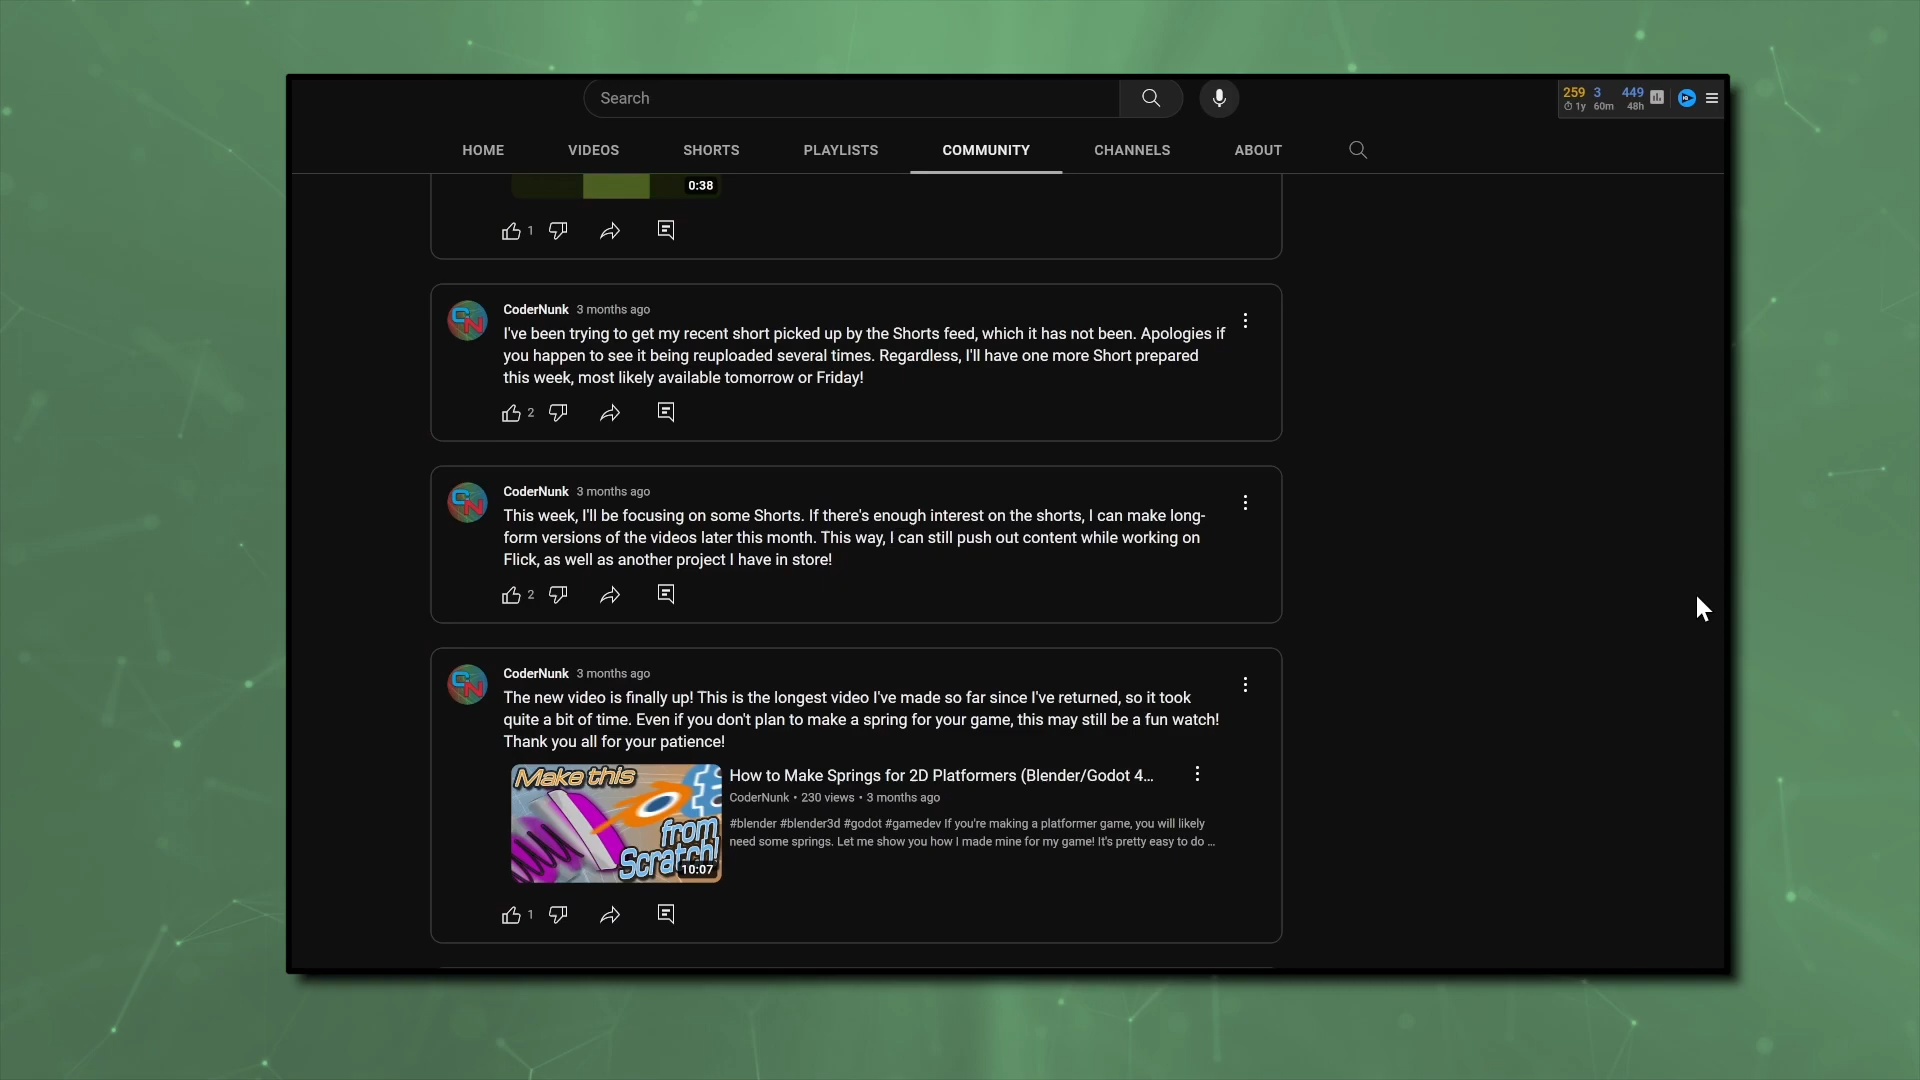 Search
259 3 449
1y 60m 48h
HOME VIDEOS SHORTS PLAYLISTS COMMUNITY CHANNELS ABOUT
0:38
1
CoderNunk 3 months ago
I've been trying to get my recent short picked up by the Shorts feed, which it has not been. Apologies if
you happen to see it being reuploaded several times. Regardless, I'll have one more Short prepared
this week, most likely available tomorrow or Friday!
2
CoderNunk 3 months ago
This week, I'll be focusing on some Shorts. If there's enough interest on the shorts, I can make long-
form versions of the videos later this month. This way, I can still push out content while working on
Flick, as well as another project I have in store!
2
CoderNunk 3 months ago
The new video is finally up! This is the longest video I've made so far since I've returned, so it took
quite a bit of time. Even if you don't plan to make a spring for your game, this may still be a fun watch!
Thank you all for your patience!
Make this
from
Scratch!
10:07
How to Make Springs for 2D Platformers (Blender/Godot 4...
CoderNunk • 230 views • 3 months ago
#blender #blender3d #godot #gamedev If you're making a platformer game, you will likely
need some springs. Let me show you how I made mine for my game! It's pretty easy to do ...
1